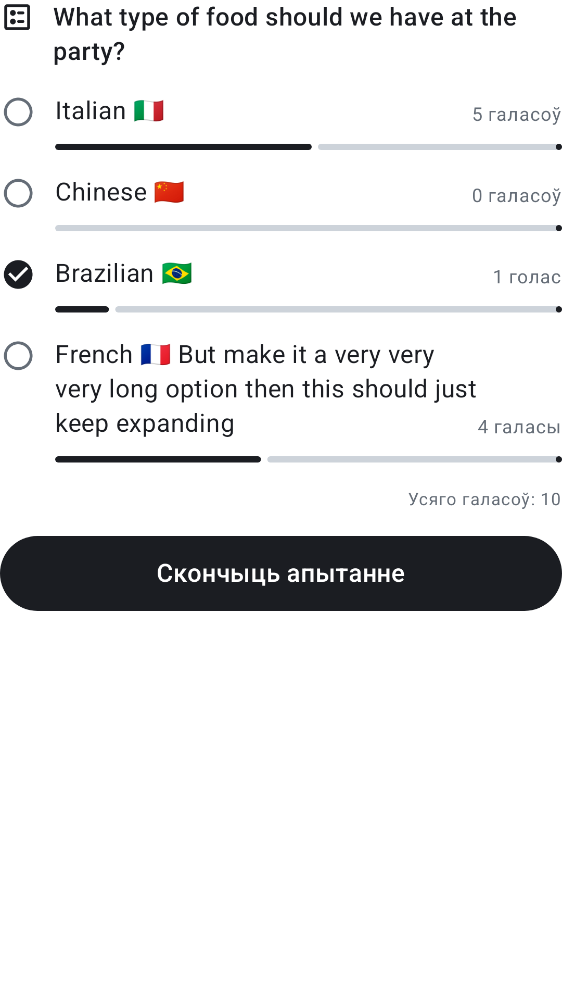 What type of food should we have at the
party?
Italian 🇮🇹
5 галасоў
Chinese 🇨🇳
0 галасоў
Brazilian 🇧🇷
1 голас
French 🇫🇷 But make it a very very
very long option then this should just
keep expanding
4 галасы
Усяго галасоў: 10
Скончыць апытанне